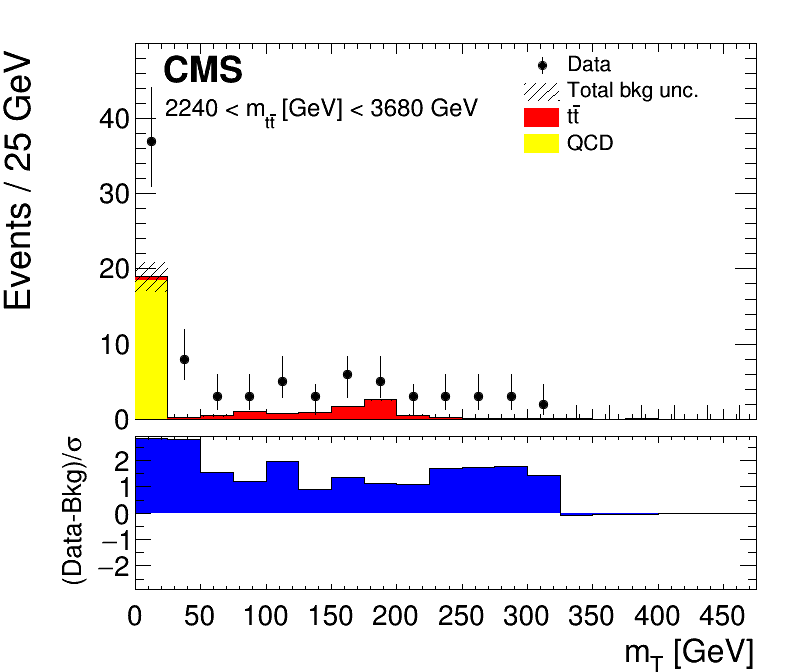 CMS
2240 < m_tt̄ [GeV] < 3680 GeV
Data
Total bkg unc.
tt̄
QCD
Events / 25 GeV
40
30
20
10
0
(Data-Bkg)/σ
2
1
0
−1
−2
0 50 100 150 200 250 300 350 400 450
m_T [GeV]